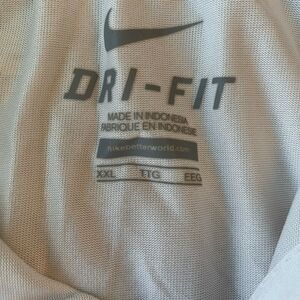 DRI-FIT
MADE IN INDONESIA
FABRIQUE EN INDONESIE
nikebetterworld.com
XXL TTG EEG